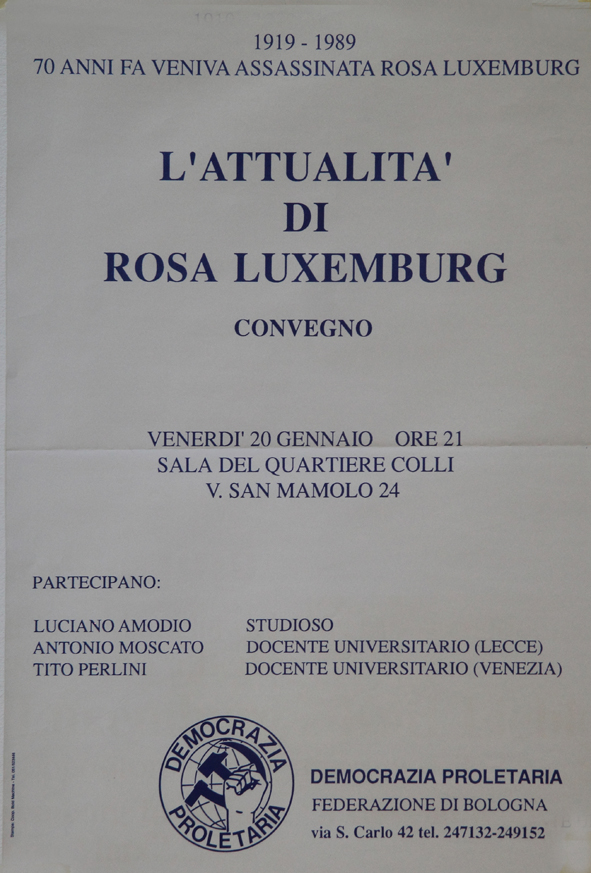 1919 - 1989
70 ANNI FA VENIVA ASSASSINATA ROSA LUXEMBURG
L'ATTUALITA'
DI
ROSA LUXEMBURG
CONVEGNO
VENERDI' 20 GENNAIO ORE 21
SALA DEL QUARTIERE COLLI
V. SAN MAMOLO 24
PARTECIPANO:
LUCIANO AMODIO STUDIOSO
ANTONIO MOSCATO DOCENTE UNIVERSITARIO (LECCE)
TITO PERLINI DOCENTE UNIVERSITARIO (VENEZIA)
DEMOCRAZIA
PROLETARIA
DEMOCRAZIA PROLETARIA
FEDERAZIONE DI BOLOGNA
via S. Carlo 42 tel. 247132-249152